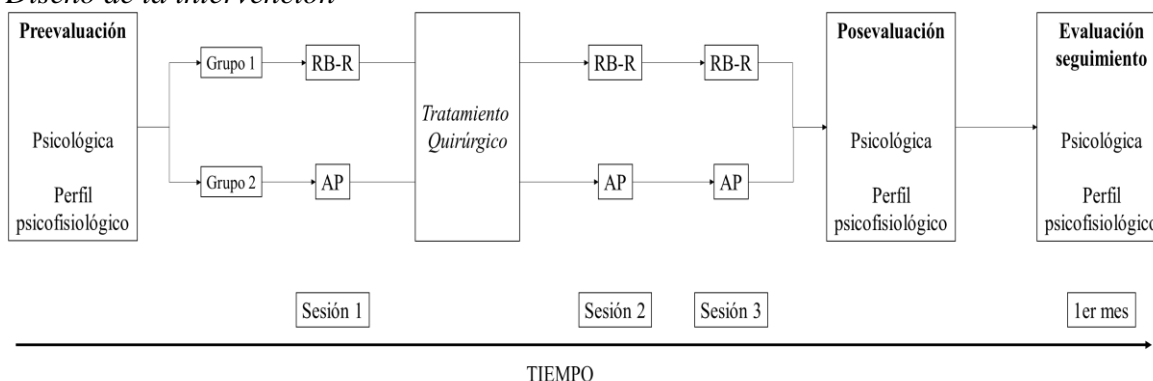 Diseño de la intervención
Preevaluación
Psicológica
Perfil
psicofisiológico
Grupo 1
RB-R
Grupo 2
AP
Tratamiento
Quirúrgico
RB-R
RB-R
AP
AP
Posevaluación
Psicológica
Perfil
psicofisiológico
Evaluación
seguimiento
Psicológica
Perfil
psicofisiológico
Sesión 1
Sesión 2
Sesión 3
1er mes
TIEMPO